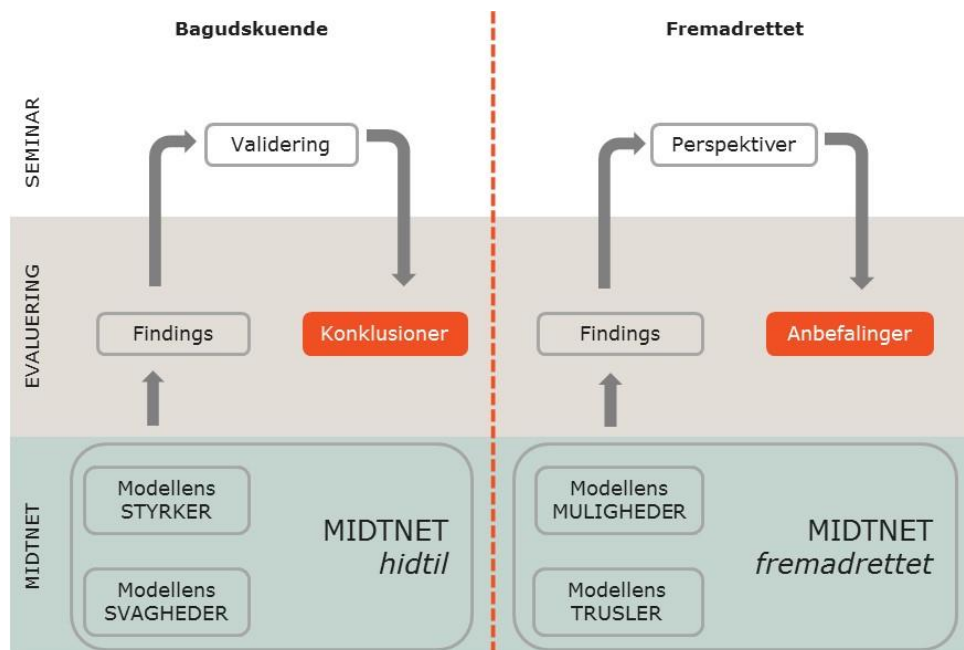 Bagudskuende
Fremadrettet
SEMINAR
Validering
Perspektiver
EVALUERING
Findings
Konklusioner
Findings
Anbefalinger
MIDTNET
Modellens
STYRKER
Modellens
SVAGHEDER
MIDTNET
hidtil
Modellens
MULIGHEDER
Modellens
TRUSLER
MIDTNET
fremadrettet